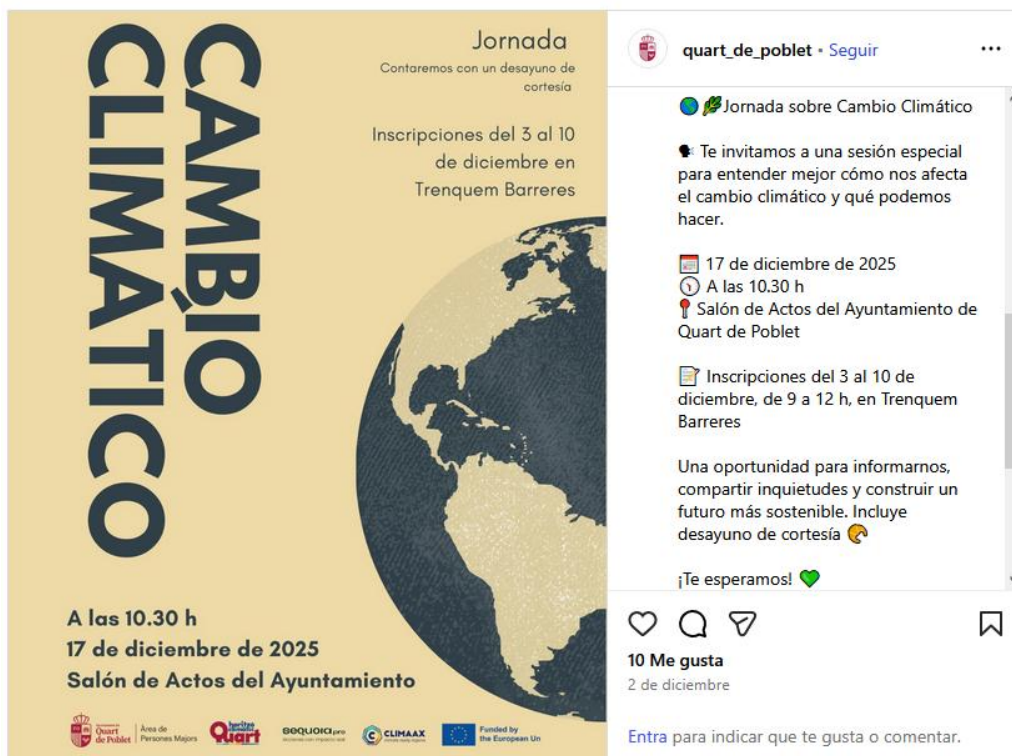 CAMBIO
CLIMÁTICO
Jornada
Contaremos con un desayuno de
cortesía
Inscripciones del 3 al 10
de diciembre en
Trenquem Barreres
A las 10.30 h
17 de diciembre de 2025
Salón de Actos del Ayuntamiento
Quart
de Poblet
Àrea de
Persones Majors
Quart
sequoia.pro
CLIMAAX
Funded by
the European Un
quart_de_poblet • Seguir
Jornada sobre Cambio Climático
Te invitamos a una sesión especial
para entender mejor cómo nos afecta
el cambio climático y qué podemos
hacer.
17 de diciembre de 2025
A las 10.30 h
Salón de Actos del Ayuntamiento de
Quart de Poblet
Inscripciones del 3 al 10 de
diciembre, de 9 a 12 h, en Trenquem
Barreres
Una oportunidad para informarnos,
compartir inquietudes y construir un
futuro más sostenible. Incluye
desayuno de cortesía
¡Te esperamos!
10 Me gusta
2 de diciembre
Entra para indicar que te gusta o comentar.